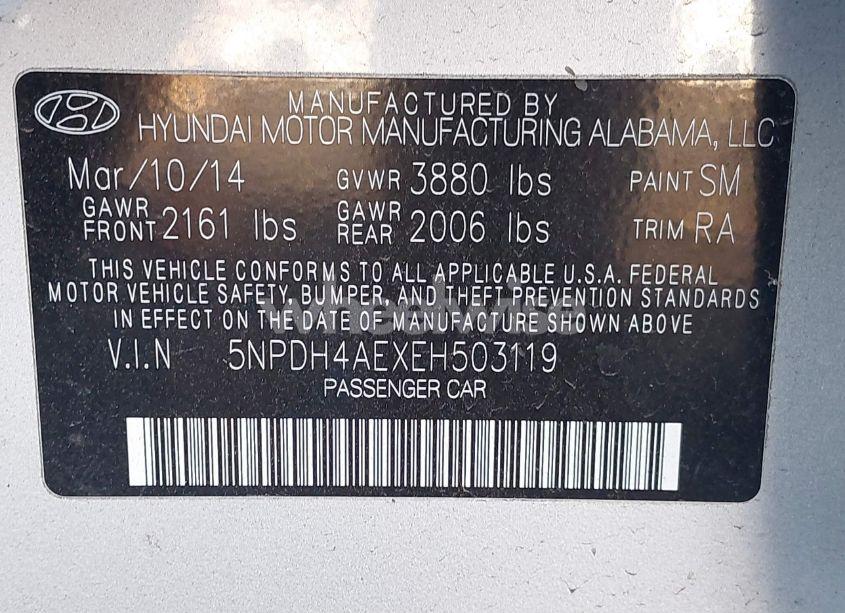 MANUFACTURED BY
HYUNDAI MOTOR MANUFACTURING ALABAMA, LLC
Mar/10/14 GVWR 3880 lbs PAINT SM
GAWR FRONT 2161 lbs GAWR REAR 2006 lbs TRIM RA
THIS VEHICLE CONFORMS TO ALL APPLICABLE U.S.A. FEDERAL
MOTOR VEHICLE SAFETY, BUMPER, AND THEFT PREVENTION STANDARDS
IN EFFECT ON THE DATE OF MANUFACTURE SHOWN ABOVE
V.I.N 5NPDH4AEXEH503119
PASSENGER CAR
wheelwise